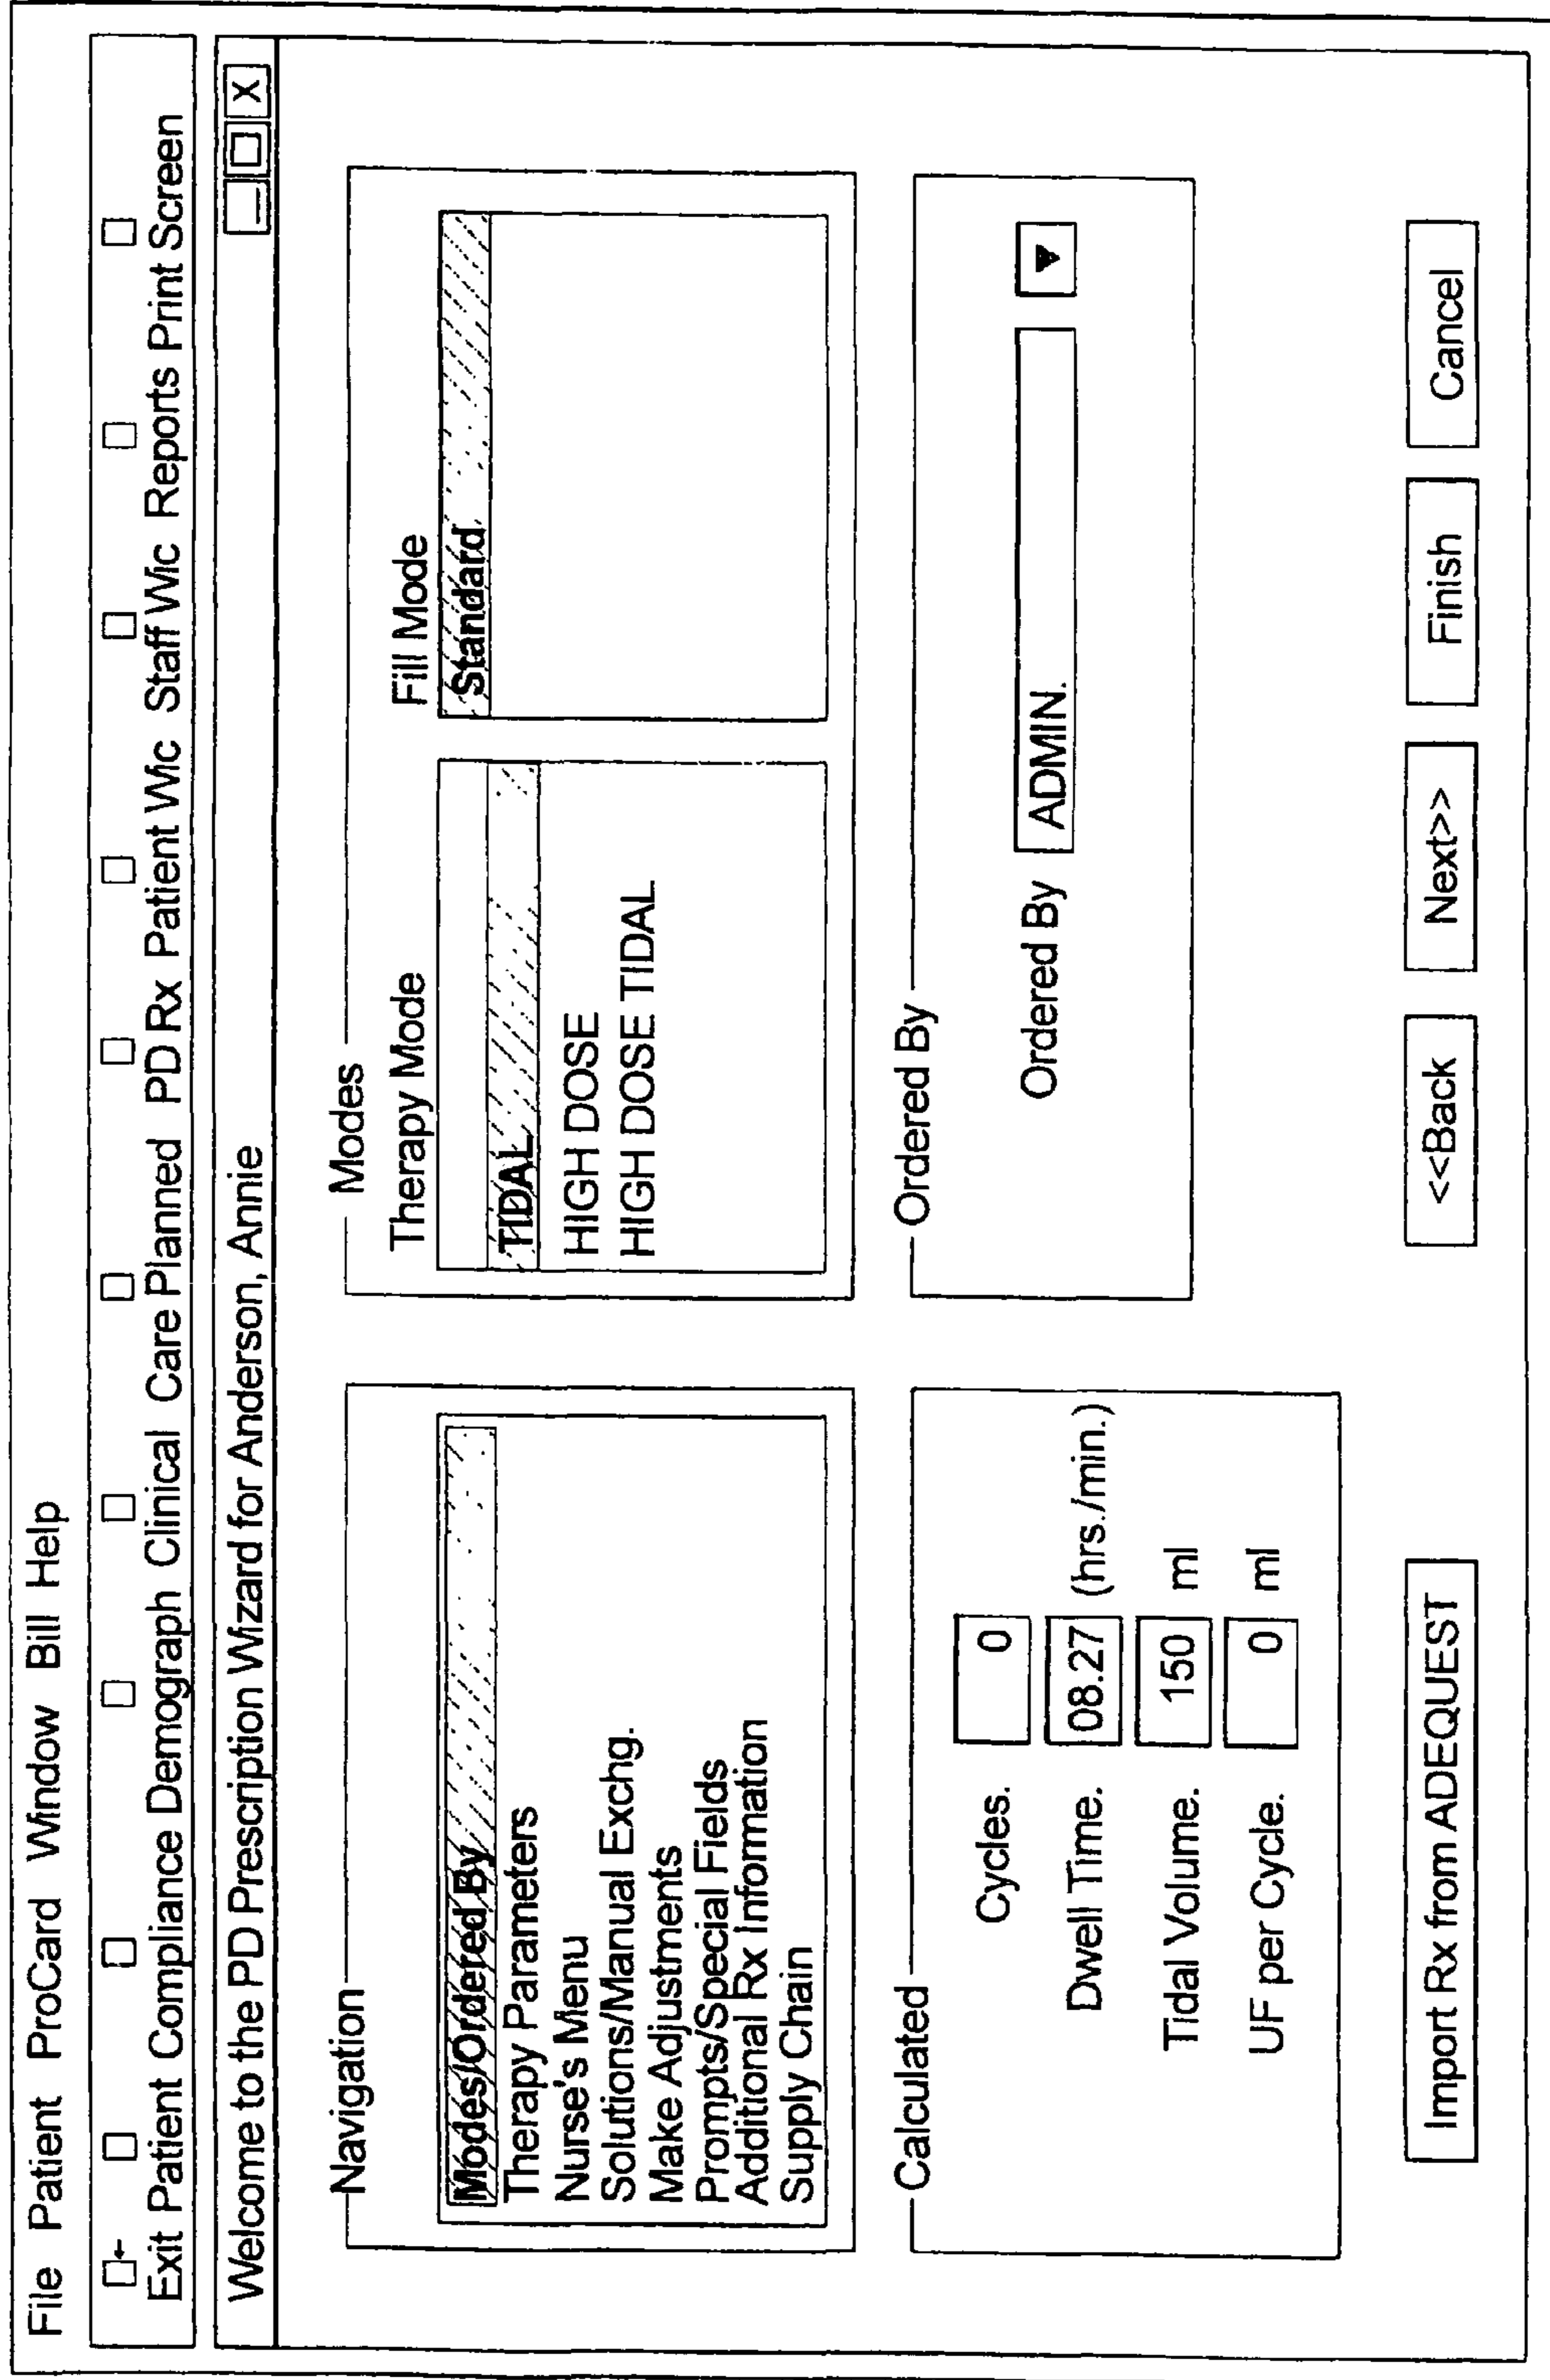 File Patient ProCard Window Bill Help
Exit Patient Compliance Demograph Clinical Care Planned PD Rx Patient Wic Staff Wic Reports Print Screen
Welcome to the PD Prescription Wizard for Anderson, Annie
X
Navigation
Modes/Ordered By
Therapy Parameters
Nurse's Menu
Solutions/Manual Exchg.
Make Adjustments
Prompts/Special Fields
Additional Rx Information
Supply Chain
Modes
Therapy Mode
TIDAL
HIGH DOSE
HIGH DOSE TIDAL
Fill Mode
Standard
Calculated
Cycles. 0
Dwell Time. 08.27 (hrs./min.)
Tidal Volume. 150 ml
UF per Cycle. 0 ml
Ordered By
Ordered By ADMIN.
Import Rx from ADEQUEST
<<Back
Next>>
Finish
Cancel